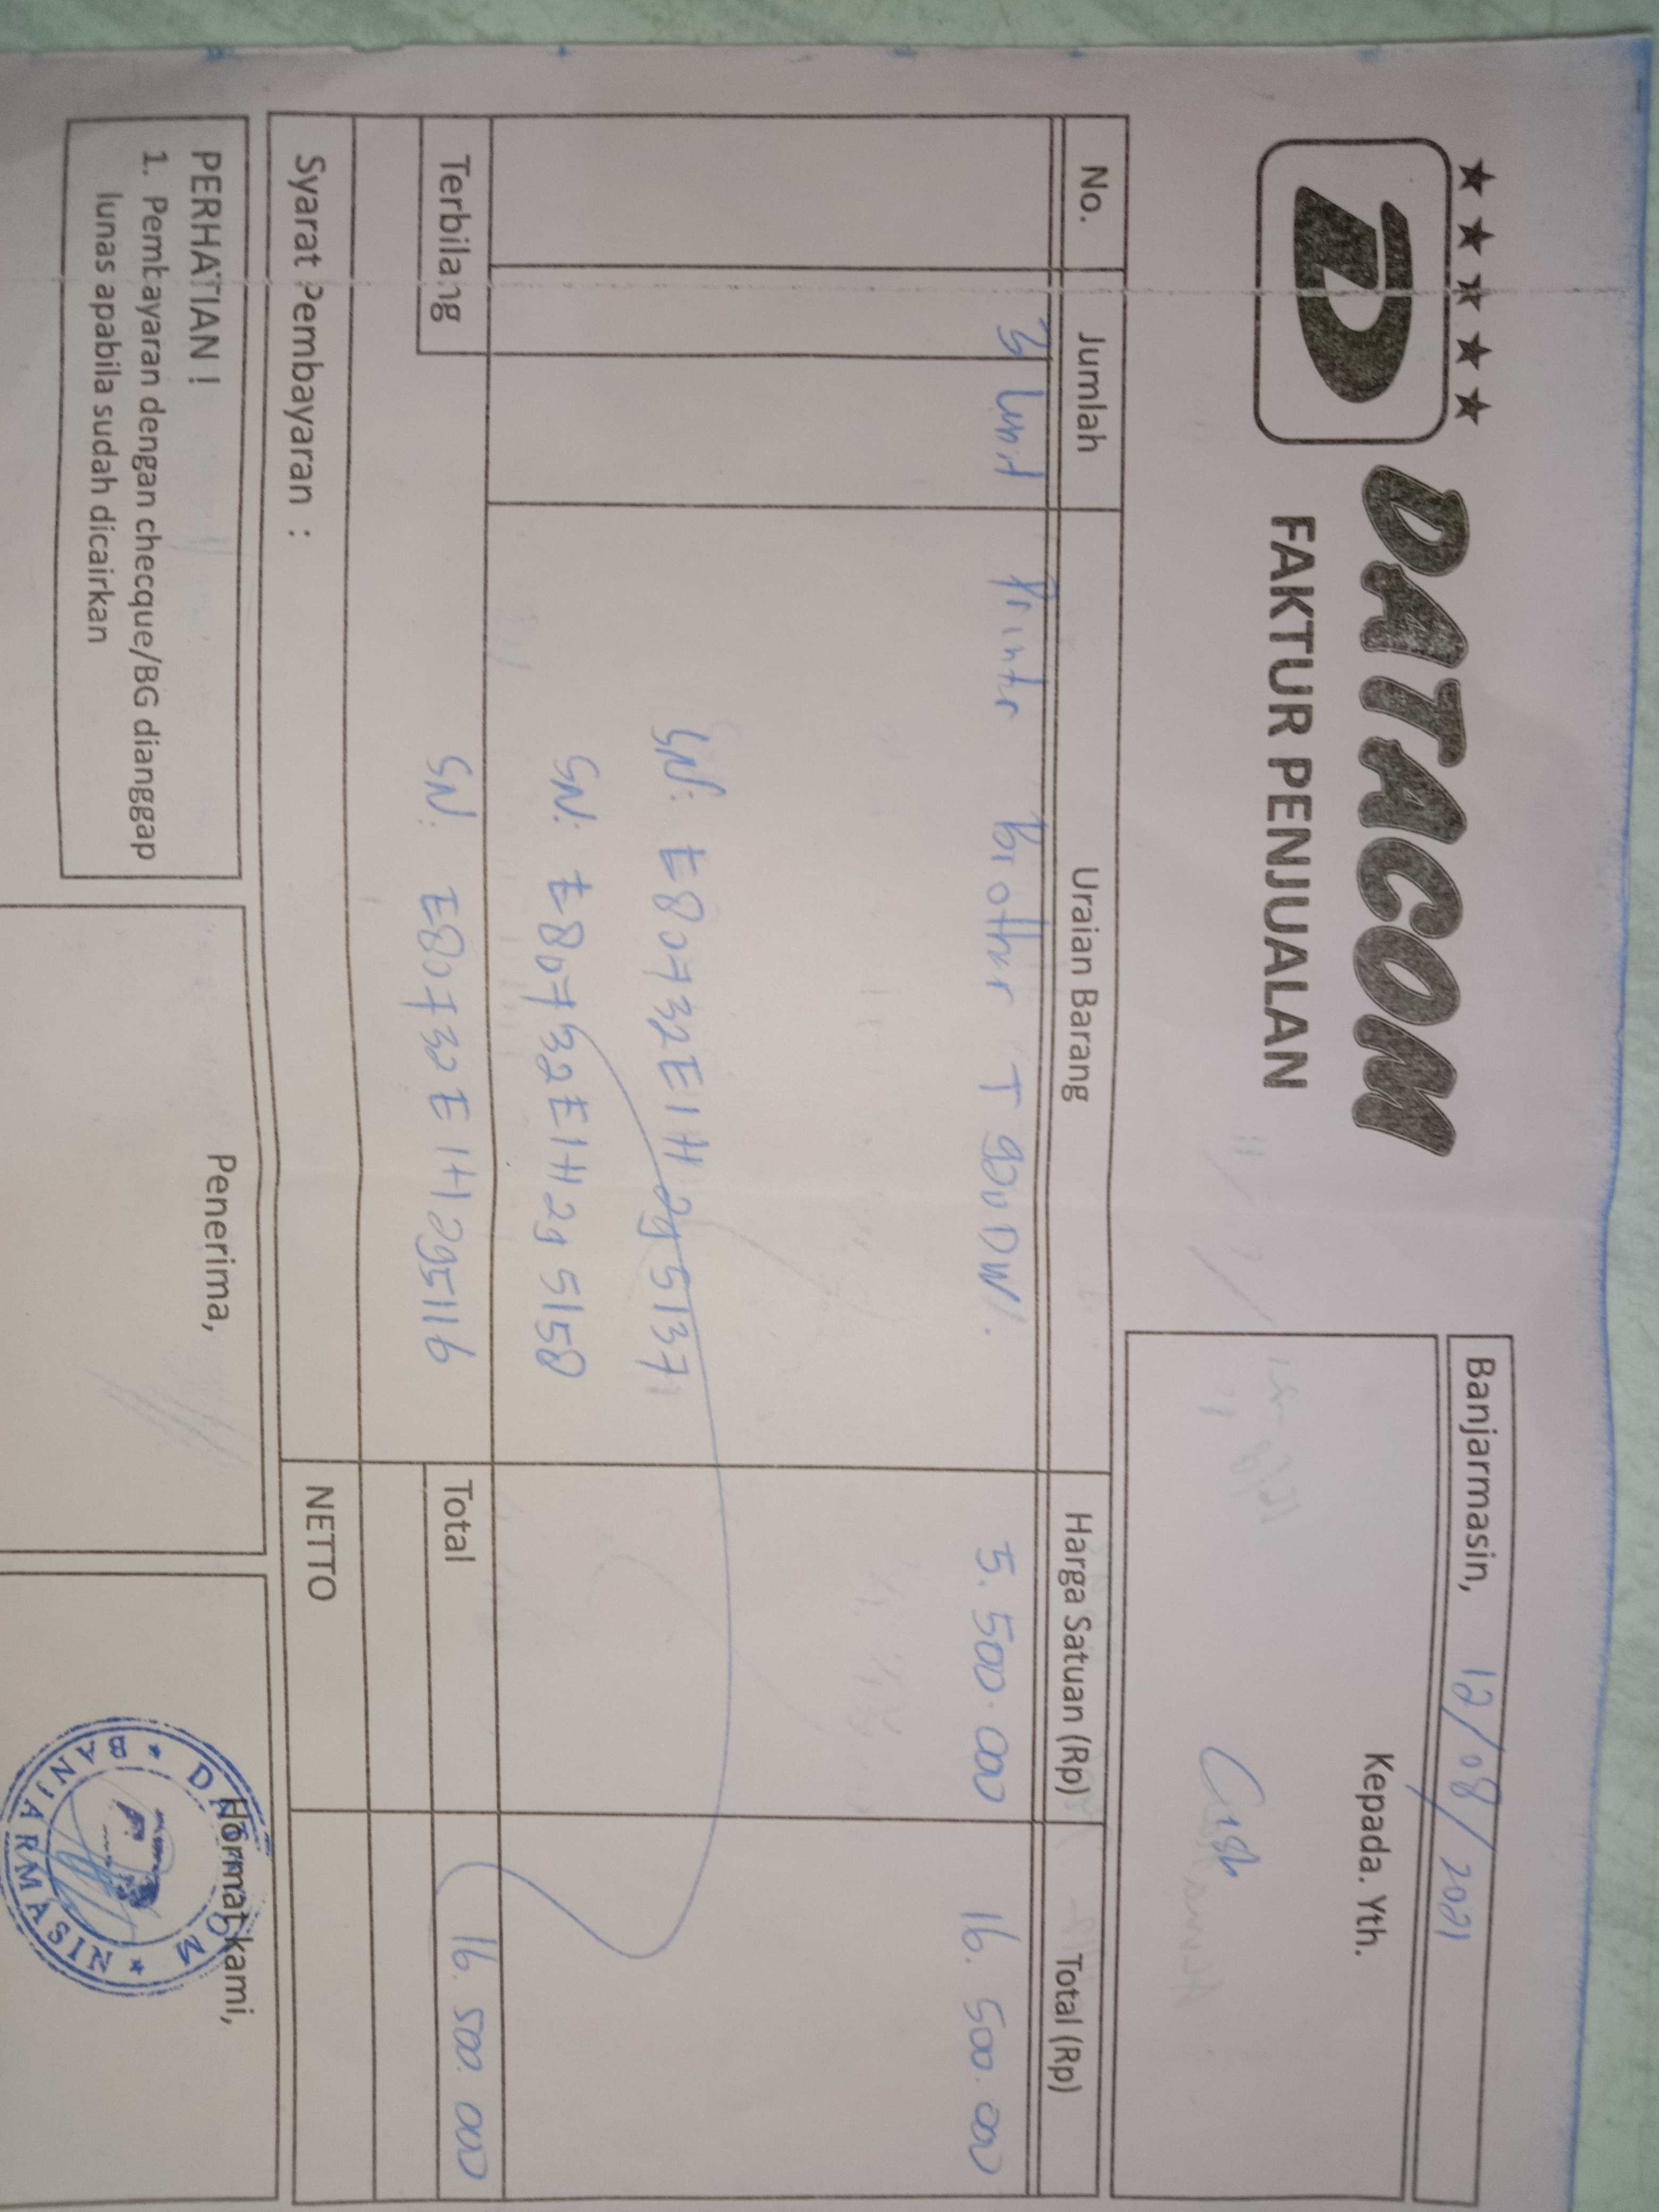 DATACOM
FAKTUR PENJUALAN
Banjarmasin, 12/08/2021
Kepada. Yth.
Cash
No. Jumlah Uraian Barang Harga Satuan (Rp) Total (Rp)
3 Unit Printer Brother T 920DW. 5.500.000 16.500.000
SN: E80732E1H295137
SN: E80732E1H295158
SN: E80732E1H295116
Terbilang Total 16.500.000
Syarat Pembayaran : NETTO
PERHATIAN !
1. Pembayaran dengan checque/BG dianggap
lunas apabila sudah dicairkan
Penerima,
Hormat kami,
DATACOM
BANJARMASIN